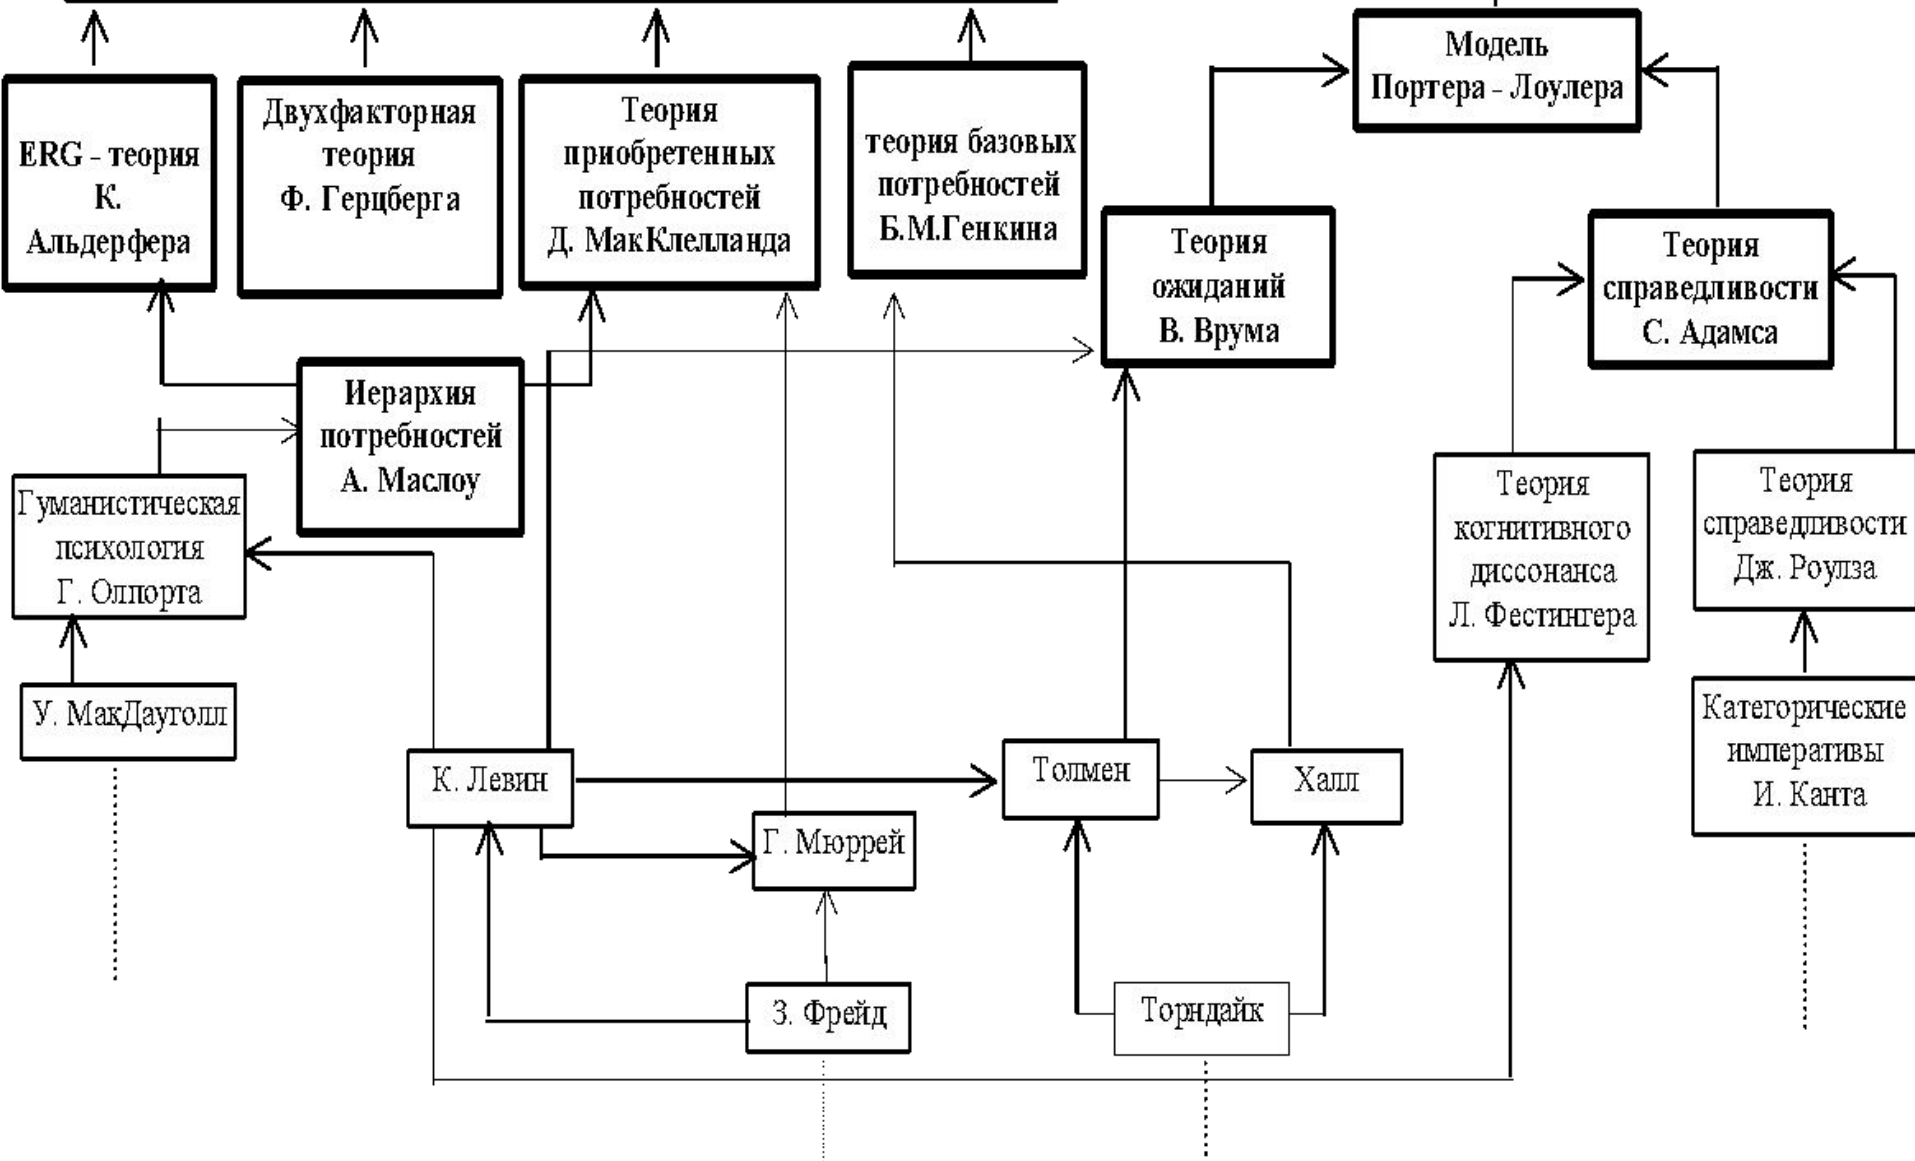 Модель
Портера - Лоулера
ERG - теория
К.
Альдерфера
Двухфакторная
теория
Ф. Герцберга
Теория
приобретенных
потребностей
Д. МакКлелланда
теория базовых
потребностей
Б.М.Генкина
Теория
ожиданий
В. Врума
Теория
справедливости
С. Адамса
Иерархия
потребностей
А. Маслоу
Гуманистическая
психология
Г. Олпорта
Теория
когнитивного
диссонанса
Л. Фестингера
Теория
справедливости
Дж. Роулза
У. МакДауголл
К. Левин
Толмен
Халл
Категорические
императивы
И. Канта
Г. Мюррей
З. Фрейд
Торндайк